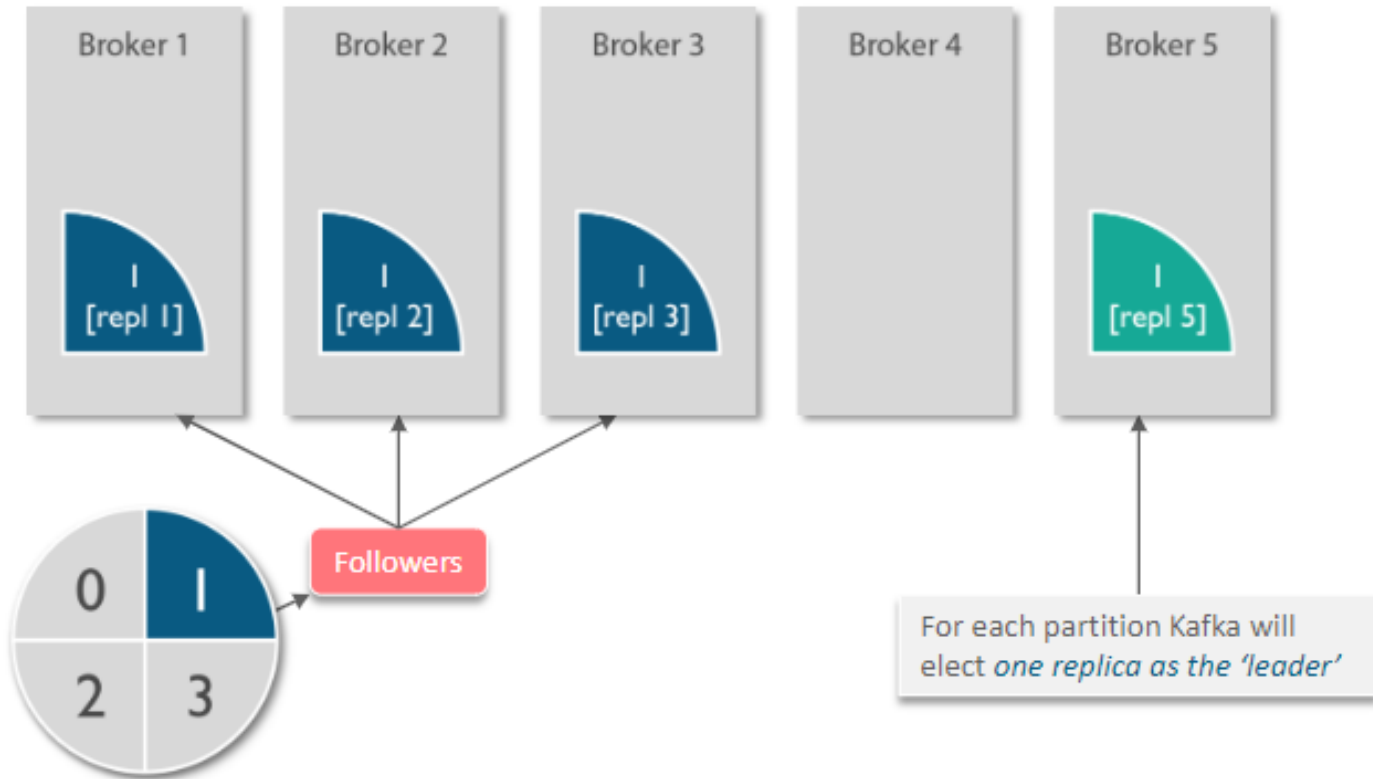 Broker 1
Broker 2
Broker 3
Broker 4
Broker 5
1
[repl 1]
1
[repl 2]
1
[repl 3]
1
[repl 5]
Followers
0
1
2
3
For each partition Kafka will
elect one replica as the ‘leader’